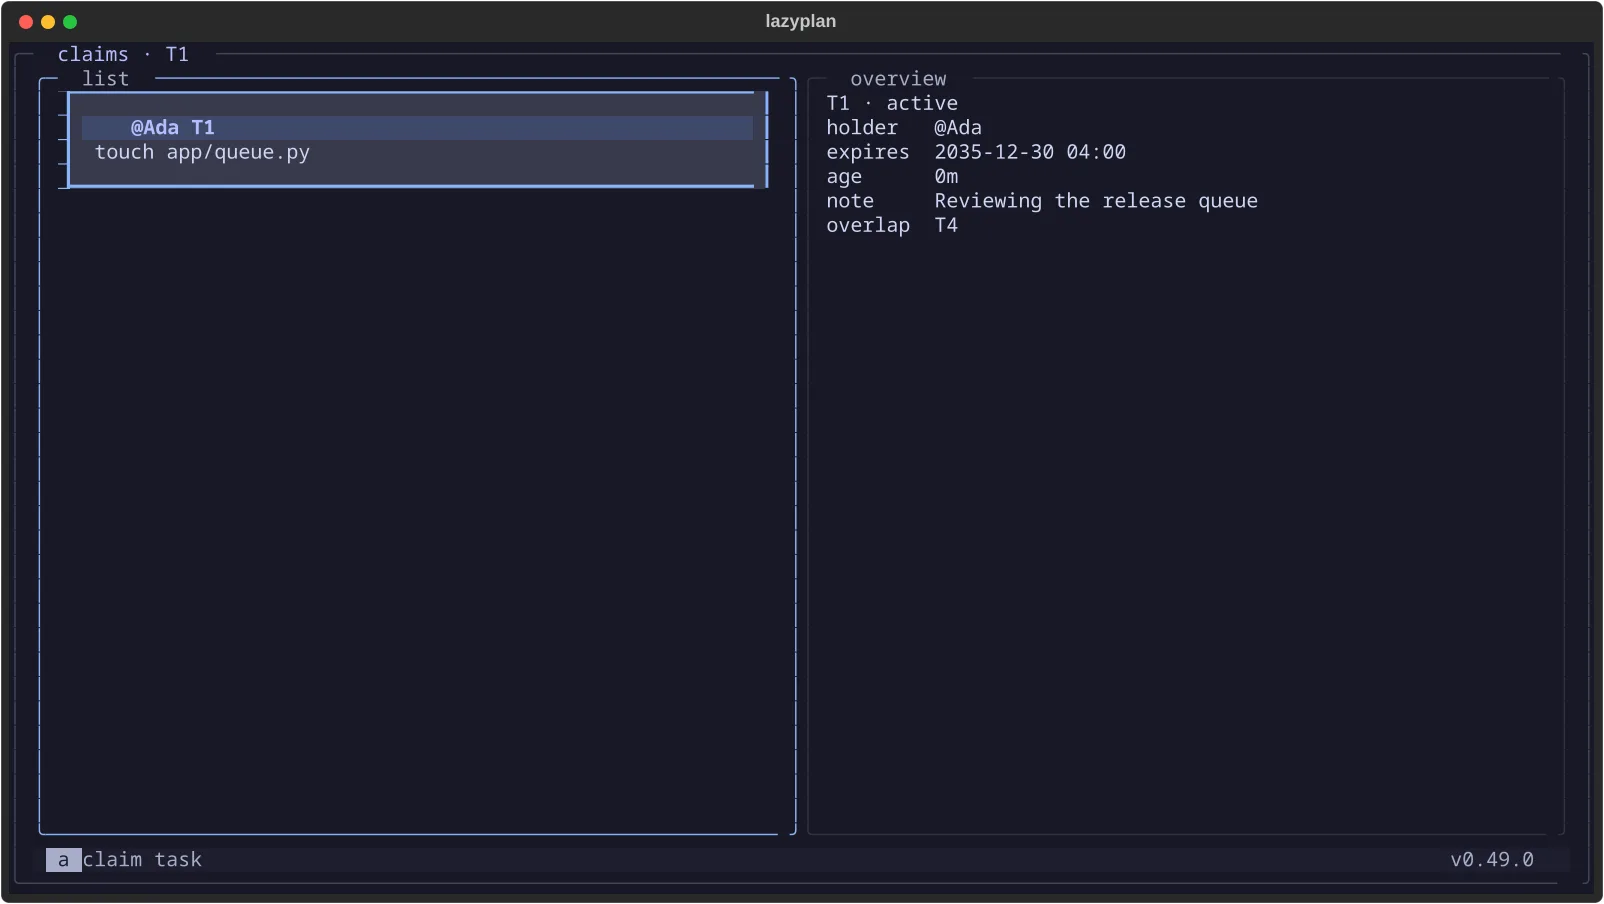 lazyplan
claims · T1
list
@Ada T1
touch app/queue.py
overview
T1 · active
holder @Ada
expires 2035-12-30 04:00
age 0m
note Reviewing the release queue
overlap T4
a claim task
v0.49.0